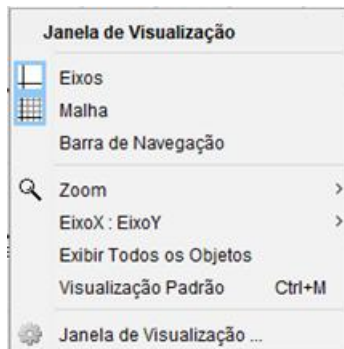 Janela de Visualização
Eixos
Malha
Barra de Navegação
Zoom
EixoX : EixoY
Exibir Todos os Objetos
Visualização Padrão Ctrl+M
Janela de Visualização ...